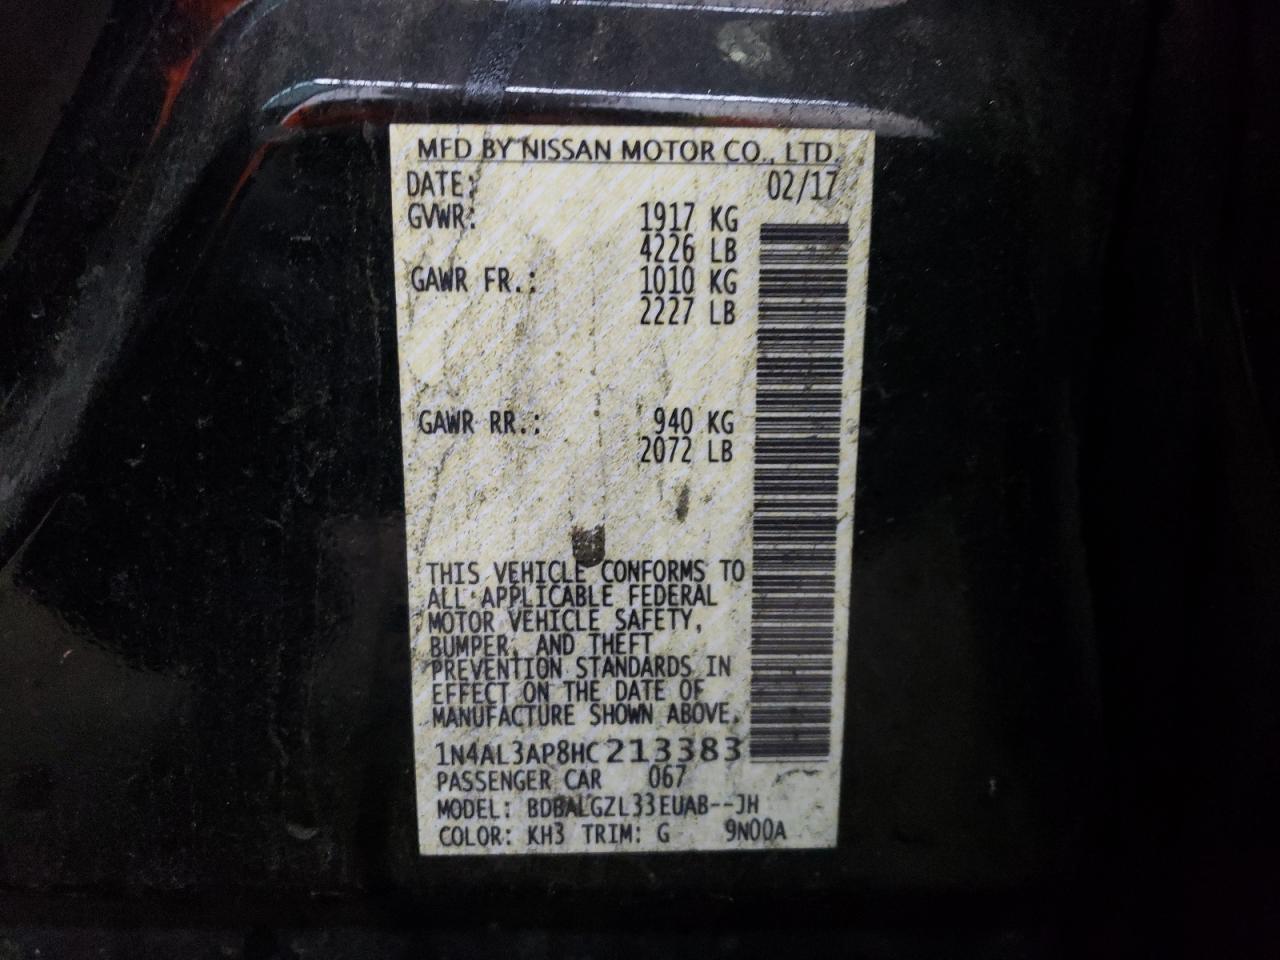 MFD BY NISSAN MOTOR CO., LTD.
DATE: 02/17
GVWR: 1917 KG
4226 LB
GAWR FR.: 1010 KG
2227 LB
GAWR RR.: 940 KG
2072 LB
THIS VEHICLE CONFORMS TO
ALL APPLICABLE FEDERAL
MOTOR VEHICLE SAFETY,
BUMPER, AND THEFT
PREVENTION STANDARDS IN
EFFECT ON THE DATE OF
MANUFACTURE SHOWN ABOVE.
1N4AL3AP8HC213383
PASSENGER CAR 067
MODEL: BDBALGZL33EUAB--JH
COLOR: KH3 TRIM: G 9N00A